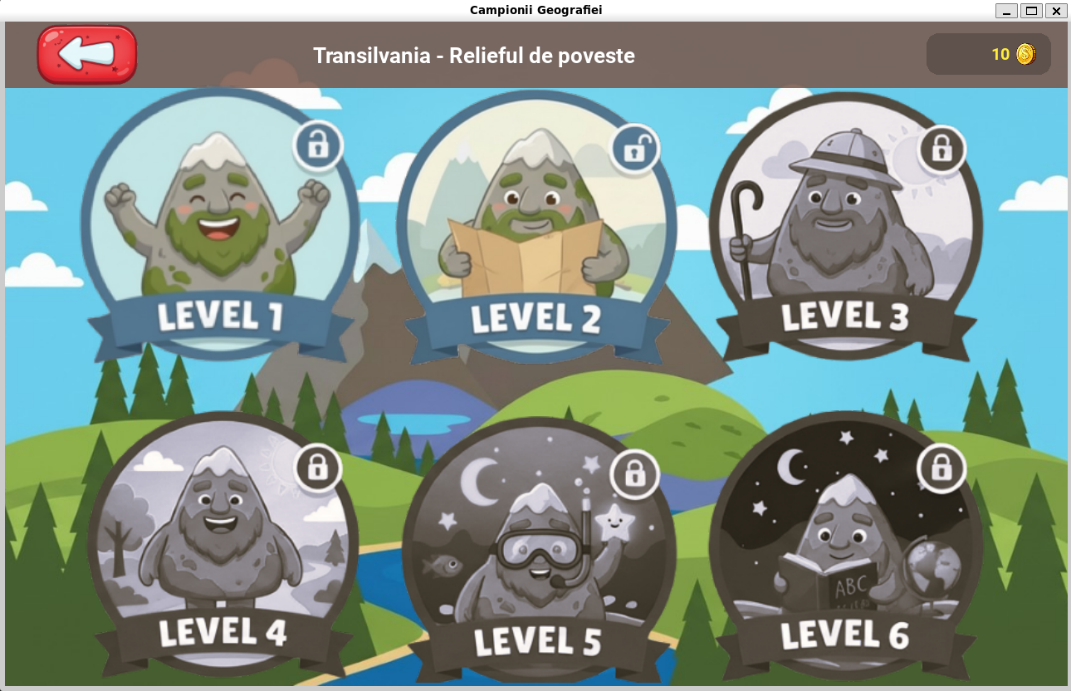 Campionii Geografiei
Transilvania - Relieful de poveste
10
LEVEL 1
LEVEL 2
LEVEL 3
LEVEL 4
LEVEL 5
LEVEL 6
ABC